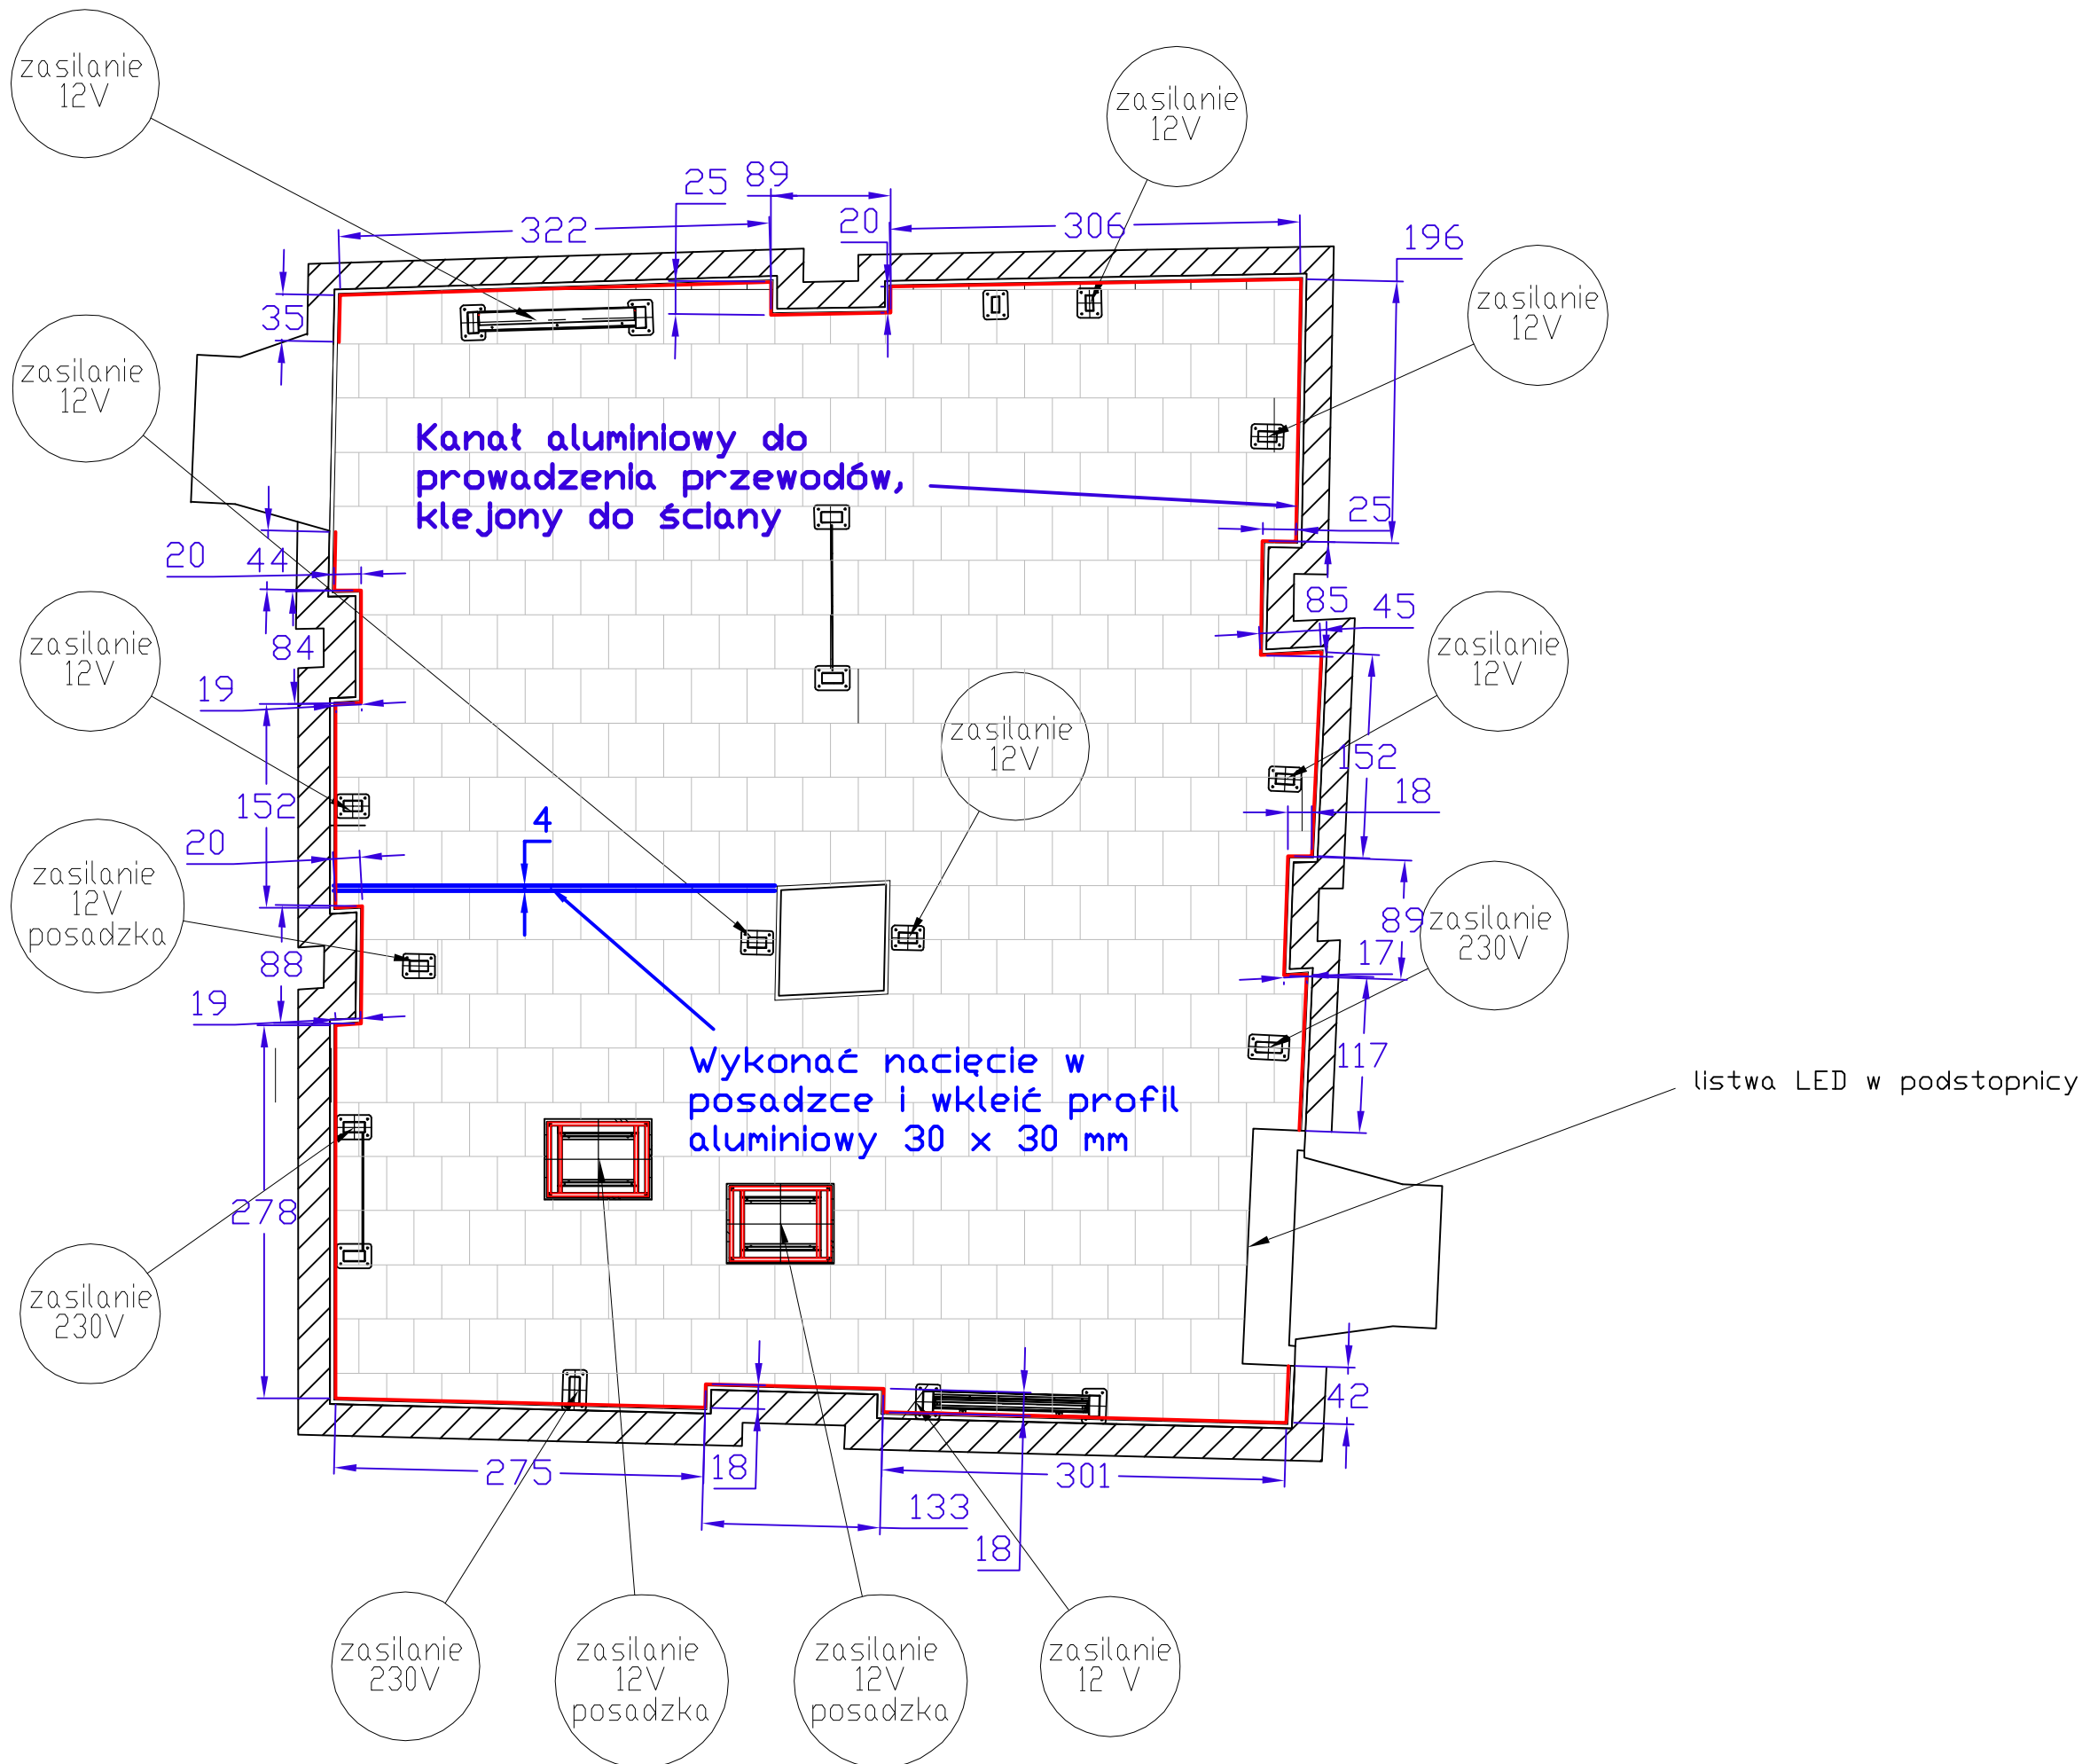 zasilanie
12V
zasilanie
12V
89
25
20
322
306
196
zasilanie
12V
35
zasilanie
12V
Kanał aluminiowy do
prowadzenia przewodów,
klejony do ściany
25
20
44
85
45
84
zasilanie
12V
zasilanie
12V
19
zasilanie
12V
152
18
152
4
20
zasilanie
12V
posadzka
89
zasilanie
230V
17
88
19
Wykonać nacięcie w
posadzce i wkleić profil
aluminiowy 30 x 30 mm
117
listwa LED w podstopnicy
278
zasilanie
230V
42
275
18
301
133
18
zasilanie
230V
zasilanie
12V
posadzka
zasilanie
12V
posadzka
zasilanie
12 V